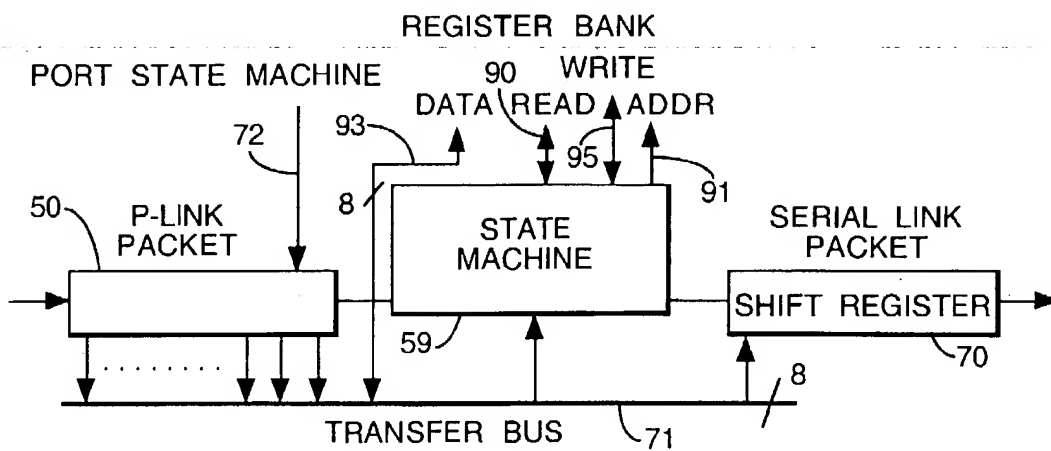 REGISTER BANK
PORT STATE MACHINE
90
WRITE
DATA READ ADDR
93
72
95
91
8
50
P-LINK
PACKET
STATE
MACHINE
SERIAL LINK
PACKET
SHIFT REGISTER
59
70
8
TRANSFER BUS
71